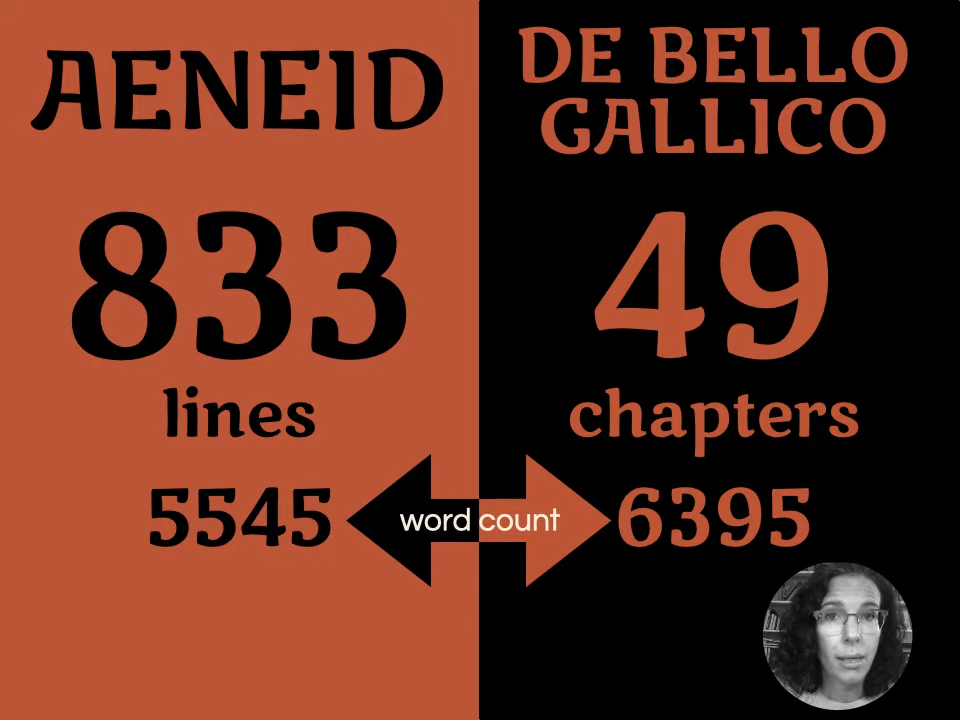 AENEID
833
lines
5545
DE BELLO
GALLICO
49
chapters
6395
word count